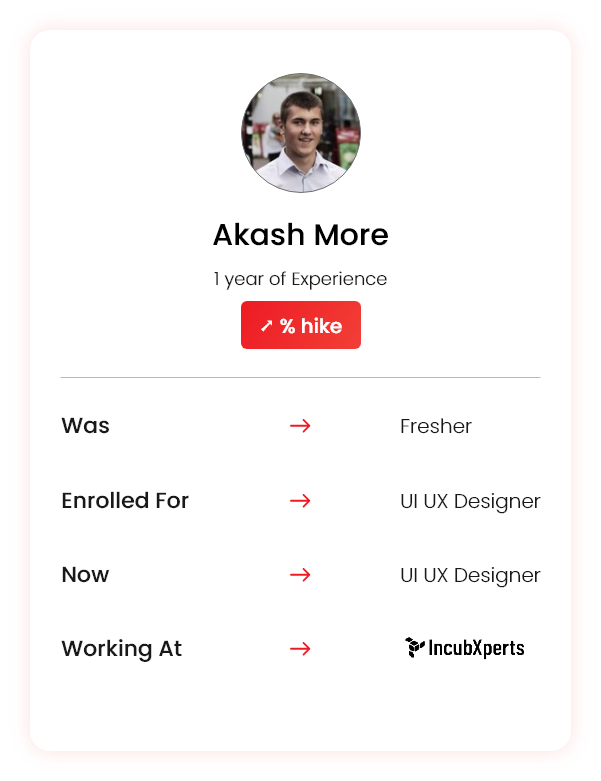 Akash More
1 year of Experience
⤢ % hike
Was → Fresher
Enrolled For → UI UX Designer
Now → UI UX Designer
Working At → IncubXperts